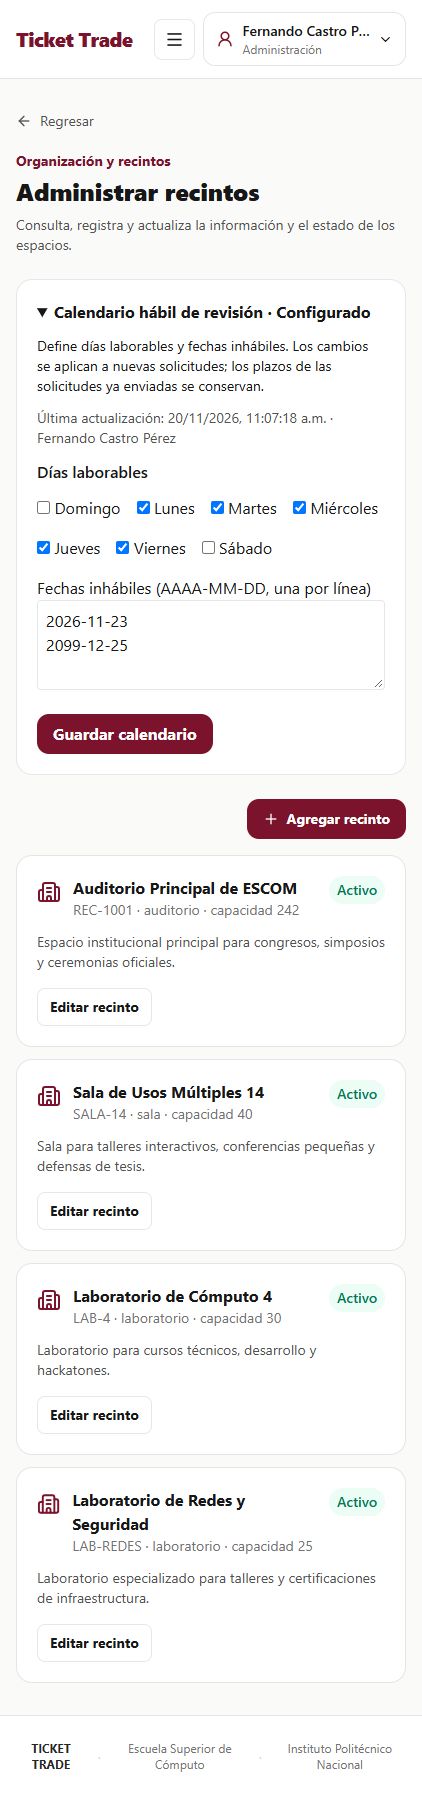 Ticket Trade
Fernando Castro P...
Administración
Regresar
Organización y recintos
Administrar recintos
Consulta, registra y actualiza la información y el estado de los
espacios.
▼ Calendario hábil de revisión · Configurado
Define días laborables y fechas inhábiles. Los cambios
se aplican a nuevas solicitudes; los plazos de las
solicitudes ya enviadas se conservan.
Última actualización: 20/11/2026, 11:07:18 a.m. ·
Fernando Castro Pérez
Días laborables
Domingo Lunes Martes Miércoles
Jueves Viernes Sábado
Fechas inhábiles (AAAA-MM-DD, una por línea)
2026-11-23
2099-12-25
Guardar calendario
+ Agregar recinto
Auditorio Principal de ESCOM Activo
REC-1001 · auditorio · capacidad 242
Espacio institucional principal para congresos, simposios
y ceremonias oficiales.
Editar recinto
Sala de Usos Múltiples 14 Activo
SALA-14 · sala · capacidad 40
Sala para talleres interactivos, conferencias pequeñas y
defensas de tesis.
Editar recinto
Laboratorio de Cómputo 4 Activo
LAB-4 · laboratorio · capacidad 30
Laboratorio para cursos técnicos, desarrollo y
hackatones.
Editar recinto
Laboratorio de Redes y Activo
Seguridad
LAB-REDES · laboratorio · capacidad 25
Laboratorio especializado para talleres y certificaciones
de infraestructura.
Editar recinto
TICKET
TRADE
·
Escuela Superior de
Cómputo
·
Instituto Politécnico
Nacional